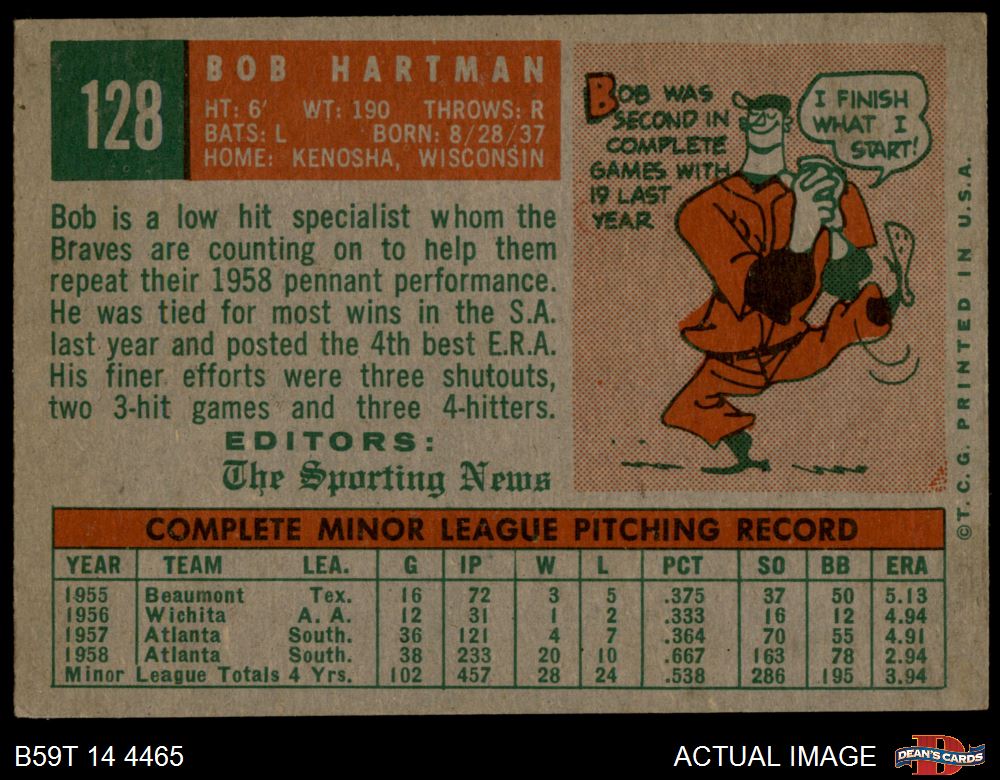 128
BOB HARTMAN
HT: 6' WT: 190 THROWS: R
BATS: L BORN: 8/28/37
HOME: KENOSHA, WISCONSIN
Bob is a low hit specialist whom the
Braves are counting on to help them
repeat their 1958 pennant performance.
He was tied for most wins in the S.A.
last year and posted the 4th best E.R.A.
His finer efforts were three shutouts,
two 3-hit games and three 4-hitters.
EDITORS:
The Sporting News
BOB WAS
SECOND IN
COMPLETE
GAMES WITH
19 LAST
YEAR
I FINISH
WHAT I
START!
©T.C.G. PRINTED IN U.S.A.
COMPLETE MINOR LEAGUE PITCHING RECORD
YEAR TEAM LEA. G IP W L PCT SO BB ERA
1955 Beaumont Tex. 16 72 3 5 .375 37 50 5.13
1956 Wichita A. A. 12 31 1 2 .333 16 12 4.94
1957 Atlanta South. 36 121 4 7 .364 70 55 4.91
1958 Atlanta South. 38 233 20 10 .667 163 78 2.94
Minor League Totals 4 Yrs. 102 457 28 24 .538 286 195 3.94
B59T 14 4465
ACTUAL IMAGE
D
DEAN'S CARDS